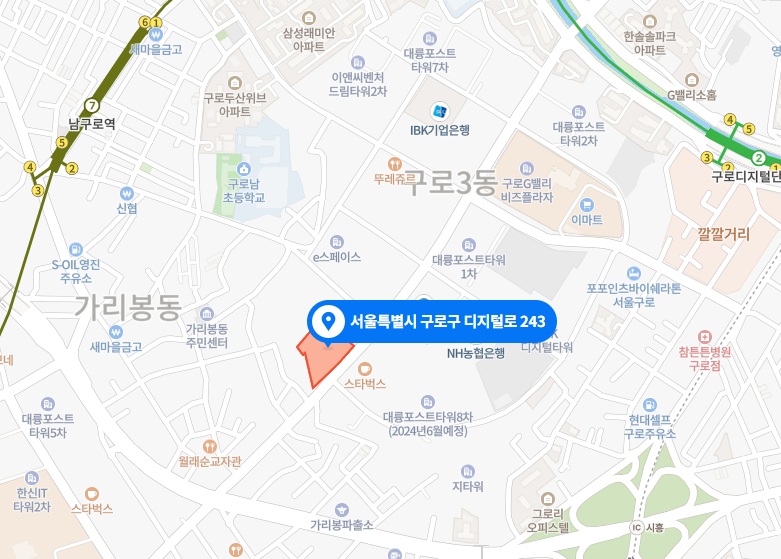 6
1
새마을금고
삼성래미안
아파트
대륭포스트
타워7차
한솔솔파크
아파트
영
이앤씨벤처
드림타워2차
구로두산위브
아파트
G밸리소홈
7
남구로역
IBK기업은행
대륭포스트
타워2차
4
5
5
4
2
3
3
2
2
1
구로디지털단
구로남
초등학교
뚜레쥬르
구로3동
구로G밸리
비즈플라자
신협
이마트
깔깔거리
S-OIL영진
주유소
e스페이스
대륭포스트타워
1차
포포인츠바이쉐라톤
서울구로
가리봉동
가리봉동
주민센터
서울특별시 구로구 디지털로 243
새마을금고
NH농협은행
디지털타워
참튼튼병원
구로점
모네
스타벅스
대륭포스트
타워5차
대륭포스트타워8차
(2024년6월예정)
현대셀프
구로주유소
월래순교자관
한신IT
타워2차
스타벅스
지타워
그로리
오피스텔
가리봉파출소
IC 시흥